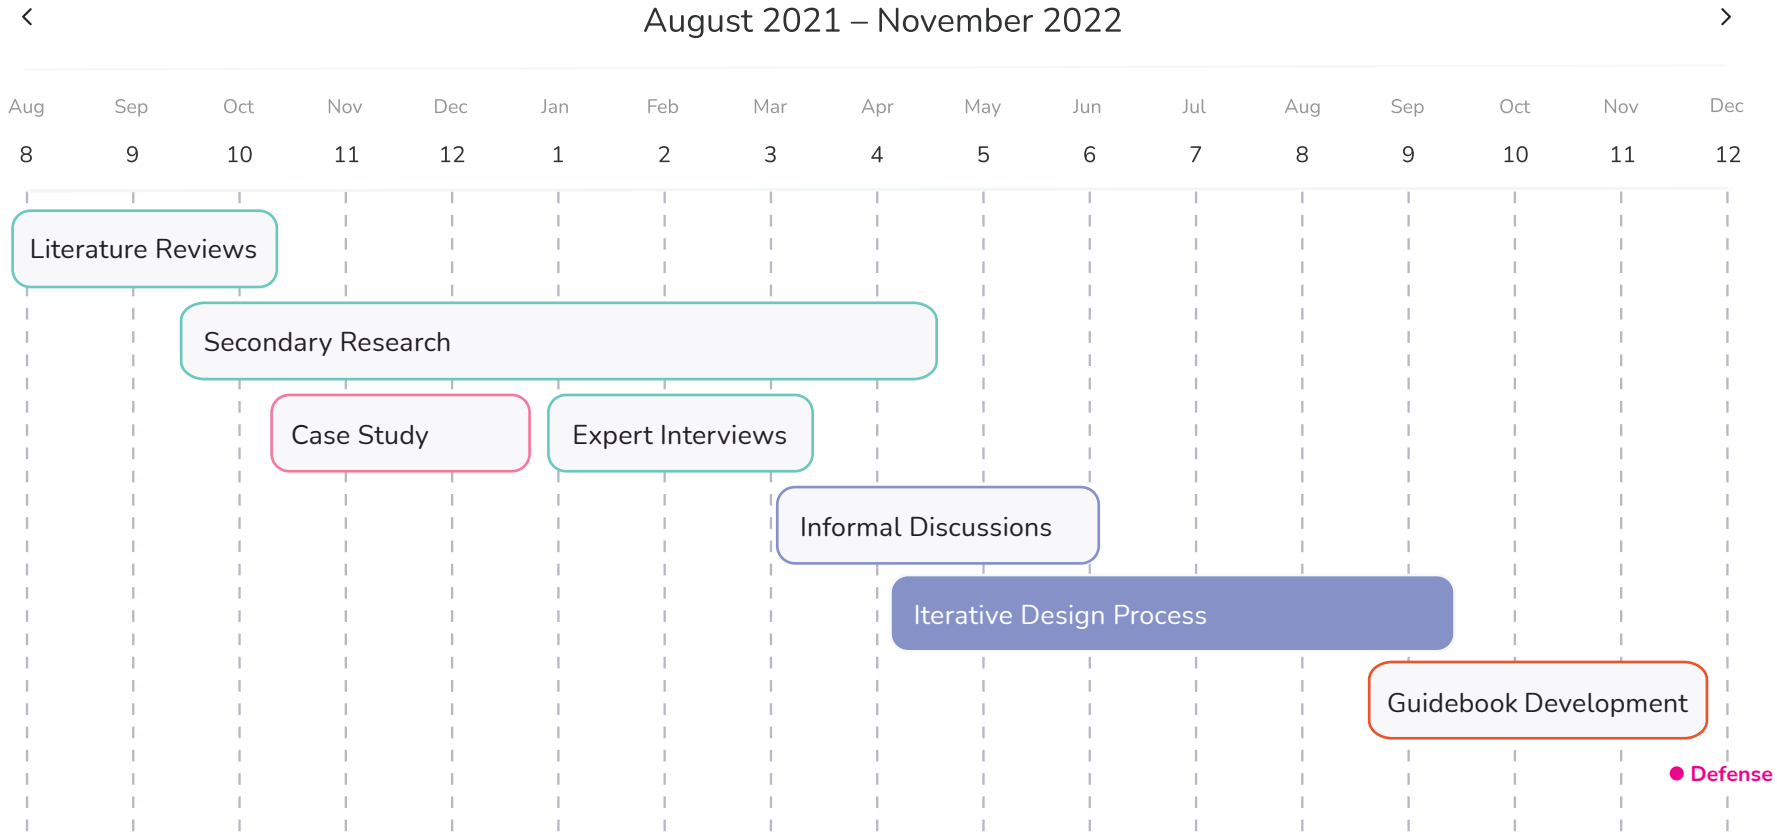 August 2021 – November 2022
Aug Sep Oct Nov Dec Jan Feb Mar Apr May Jun Jul Aug Sep Oct Nov Dec
8 9 10 11 12 1 2 3 4 5 6 7 8 9 10 11 12
Literature Reviews
Secondary Research
Case Study Expert Interviews
Informal Discussions
Iterative Design Process
Guidebook Development
Defense